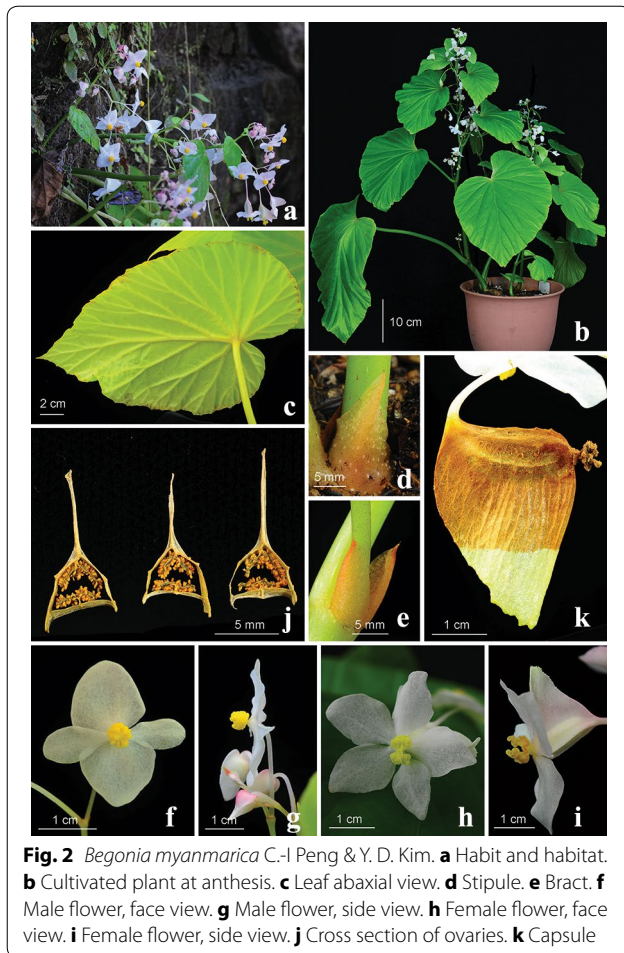 a
10 cm
b
2 cm
c
5 mm
d
5 mm
j
5 mm
e
1 cm
k
1 cm
f
1 cm
g
1 cm
h
1 cm
i
Fig. 2 Begonia myanmarica C.-I Peng & Y. D. Kim. a Habit and habitat.
b Cultivated plant at anthesis. c Leaf abaxial view. d Stipule. e Bract. f
Male flower, face view. g Male flower, side view. h Female flower, face
view. i Female flower, side view. j Cross section of ovaries. k Capsule